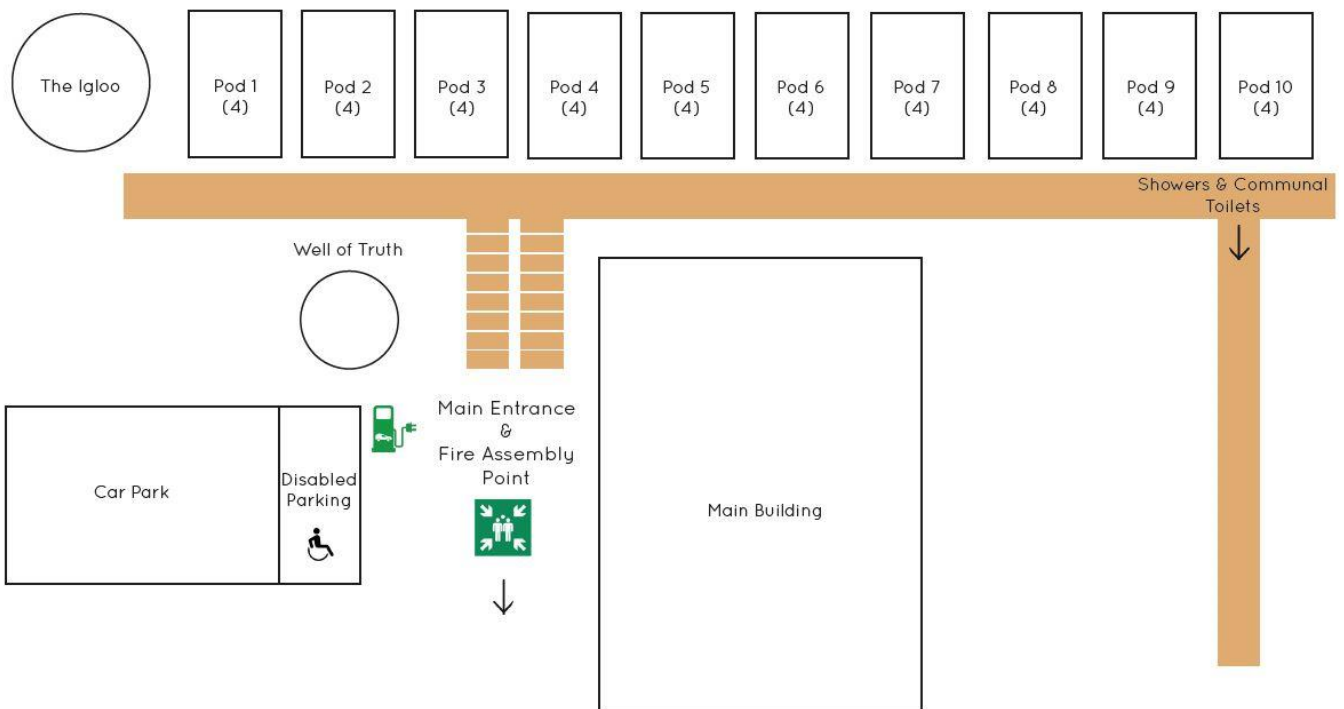 The Igloo
Pod 1
(4)
Pod 2
(4)
Pod 3
(4)
Pod 4
(4)
Pod 5
(4)
Pod 6
(4)
Pod 7
(4)
Pod 8
(4)
Pod 9
(4)
Pod 10
(4)
Showers & Communal
Toilets
Well of Truth
Main Entrance
&
Fire Assembly
Point
Car Park
Disabled
Parking
Main Building